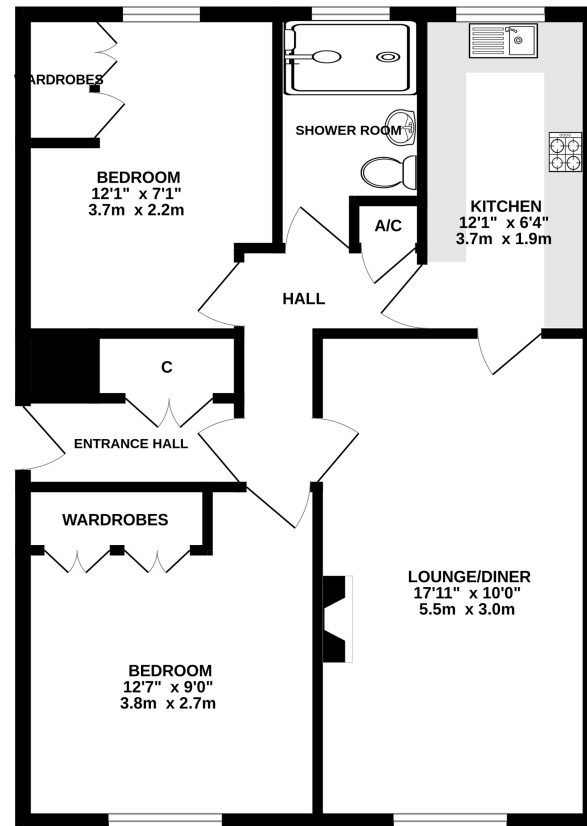 WARDROBES
SHOWER ROOM
BEDROOM
12'1" x 7'1"
3.7m x 2.2m
KITCHEN
12'1" x 6'4"
3.7m x 1.9m
A/C
HALL
C
ENTRANCE HALL
WARDROBES
LOUNGE/DINER
17'11" x 10'0"
5.5m x 3.0m
BEDROOM
12'7" x 9'0"
3.8m x 2.7m